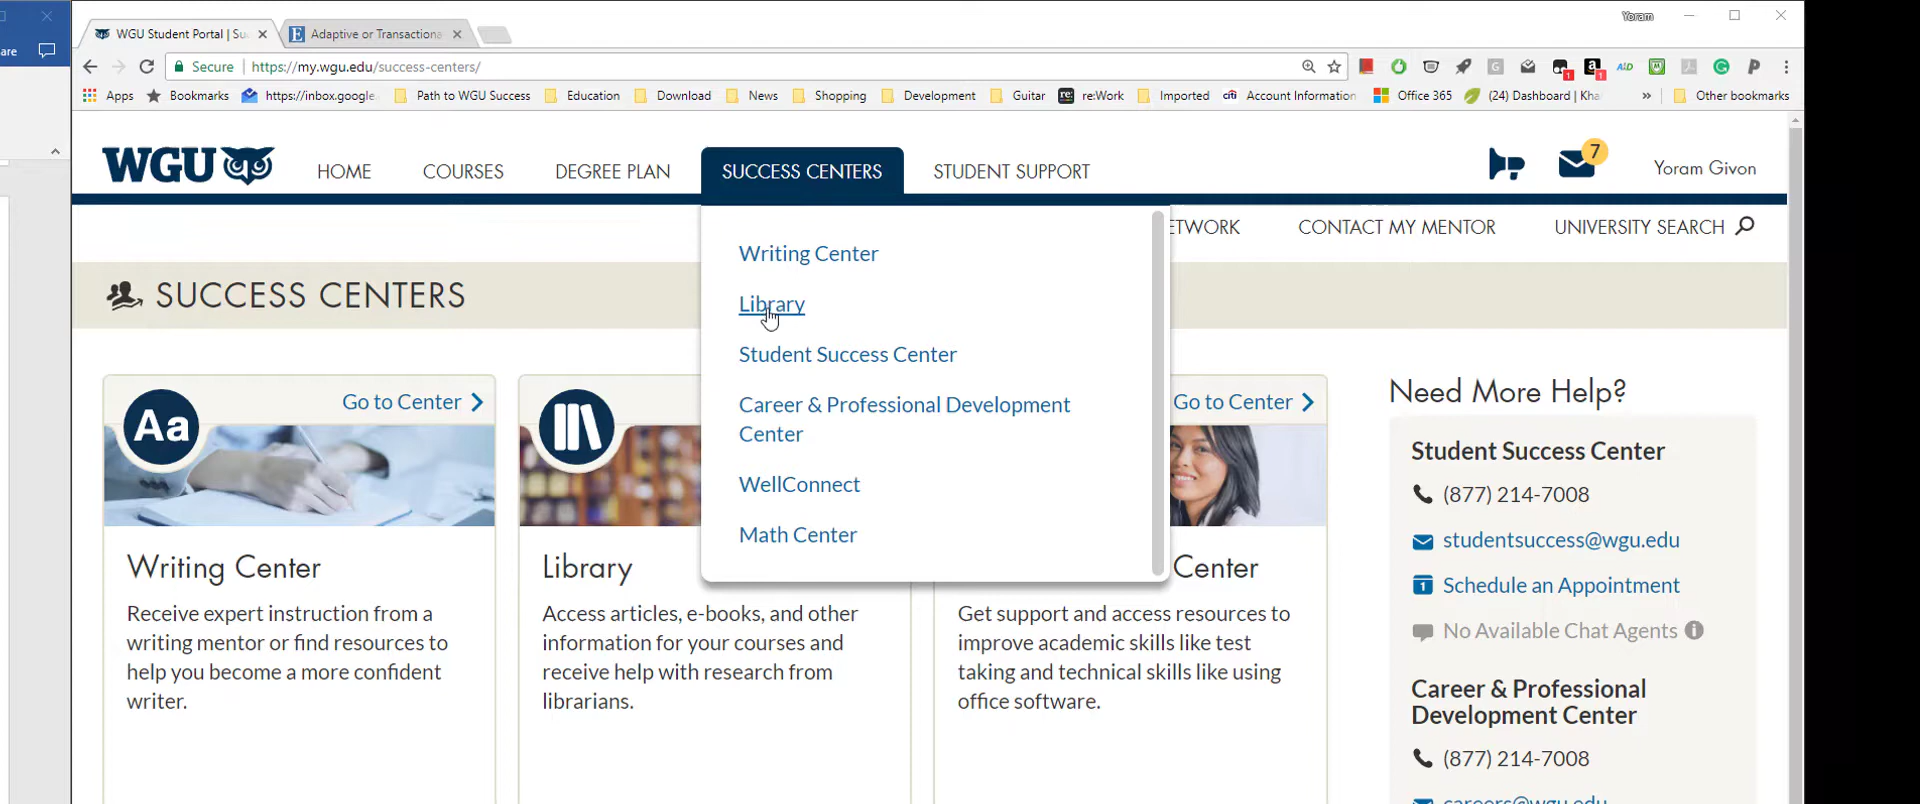 Yoram
are
WGU Student Portal | Su
Adaptive or Transactiona
Secure
https://my.wgu.edu/success-centers/
Apps
Bookmarks
https://inbox.google.
Path to WGU Success
Education
Download
News
Shopping
Development
Guitar
re:Work
Imported
Account Information
Office 365
(24) Dashboard | Kha
»
Other bookmarks
WGU
HOME
COURSES
DEGREE PLAN
SUCCESS CENTERS
STUDENT SUPPORT
7
Yoram Givon
ETWORK
CONTACT MY MENTOR
UNIVERSITY SEARCH
Writing Center
Library
Student Success Center
Career & Professional Development
Center
WellConnect
Math Center
SUCCESS CENTERS
Aa
Go to Center
Writing Center
Receive expert instruction from a
writing mentor or find resources to
help you become a more confident
writer.
Library
Access articles, e-books, and other
information for your courses and
receive help with research from
librarians.
Go to Center
Center
Get support and access resources to
improve academic skills like test
taking and technical skills like using
office software.
Need More Help?
Student Success Center
(877) 214-7008
studentsuccess@wgu.edu
Schedule an Appointment
No Available Chat Agents
Career & Professional
Development Center
(877) 214-7008
careers@wgu.edu